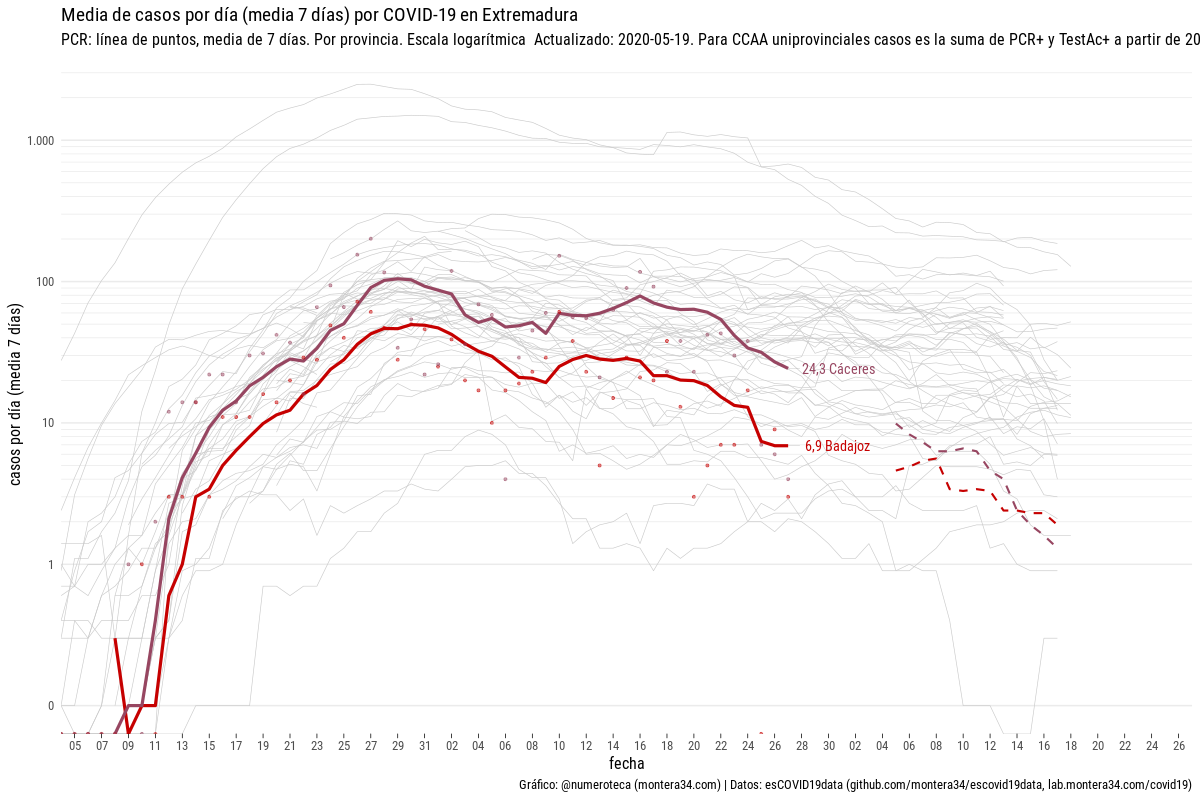 Media de casos por día (media 7 días) por COVID-19 en Extremadura
PCR: línea de puntos, media de 7 días. Por provincia. Escala logarítmica  Actualizado: 2020-05-19. Para CCAA uniprovinciales casos es la suma de PCR+ y TestAc+ a partir de 20
casos por día (media 7 días)
1.000
100
10
1
0
24,3 Cáceres
6,9 Badajoz
05 07 09 11 13 15 17 19 21 23 25 27 29 31 02 04 06 08 10 12 14 16 18 20 22 24 26 28 30 02 04 06 08 10 12 14 16 18 20 22 24 26
fecha
Gráfico: @numeroteca (montera34.com) | Datos: esCOVID19data (github.com/montera34/escovid19data, lab.montera34.com/covid19)